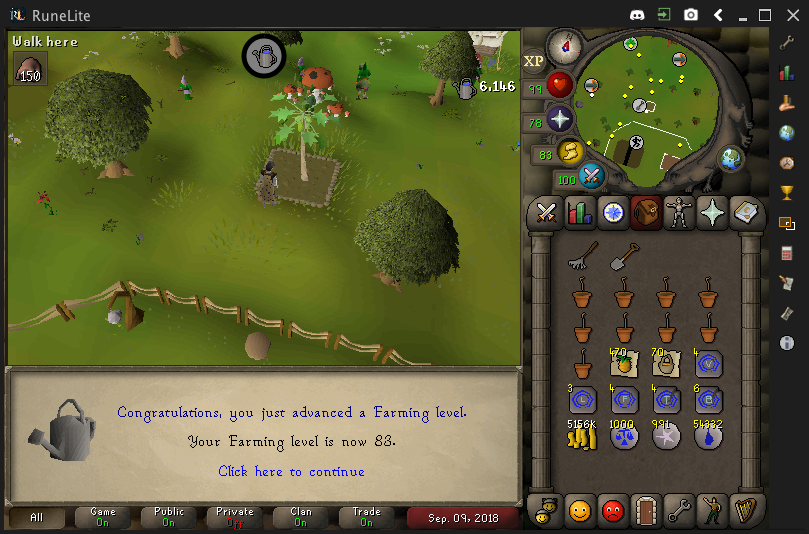 RuneLite
Walk here
150
6,146
XP
99
78
83
100
470
70
4
V
3
4
4
6
L
F
T
B
5156K
1000
991
54332
Congratulations, you just advanced a Farming level.
Your Farming level is now 83.
Click here to continue
All
Game
On
Public
On
Private
Off
Clan
On
Trade
On
Sep. 09, 2018